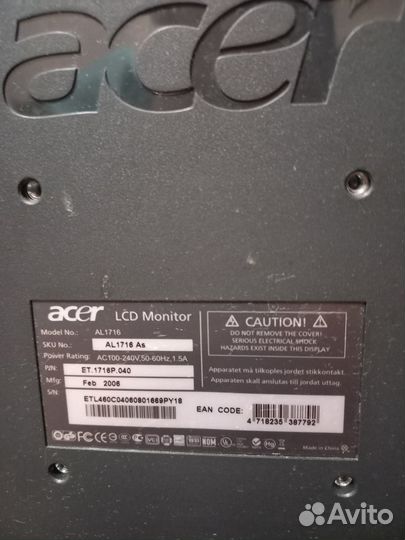 acer
acer LCD Monitor
Model No.: AL1716
SKU No.: AL1716 As
Power Rating: AC100-240V,50-60Hz,1.5A
P/N: ET.1716P.040
Mfg: Feb 2006
S/N:
ETL460C04060801669PY18
CAUTION!
DO NOT REMOVE THE COVER!
SERIOUS ELECTRICAL SHOCK
HAZARDS EXIST INSIDE THIS DISPLAY
Apparatet må tilkoples jordet stikkontakt.
Apparaten skall anslutas till jordat uttag.
EAN CODE:
4 718235 387792
Made in China
Avito